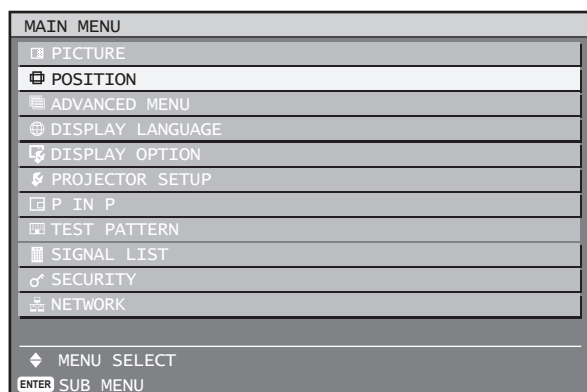 MAIN MENU
PICTURE
POSITION
ADVANCED MENU
DISPLAY LANGUAGE
DISPLAY OPTION
PROJECTOR SETUP
P IN P
TEST PATTERN
SIGNAL LIST
SECURITY
NETWORK
MENU SELECT
ENTER SUB MENU